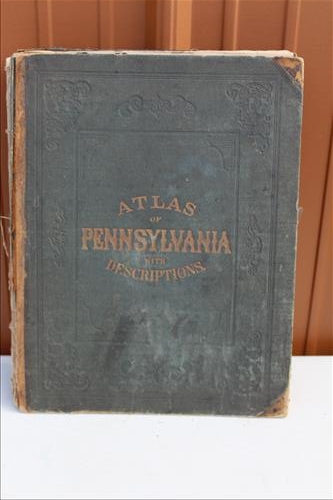 ATLAS
OF
PENNSYLVANIA
WITH
DESCRIPTIONS.